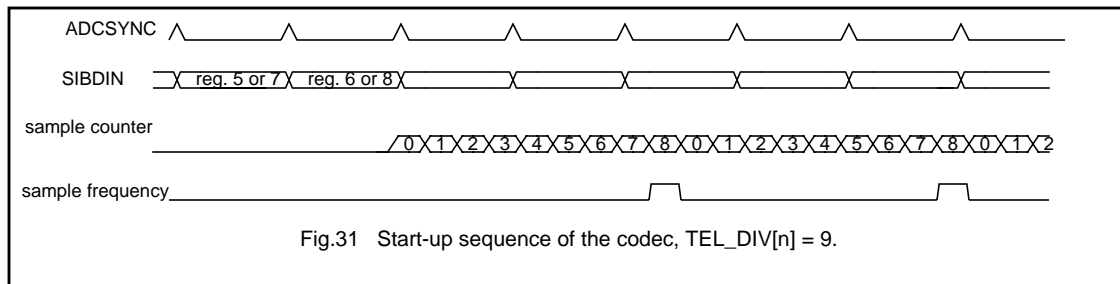 ADCSYNC
SIBDIN reg. 5 or 7 reg. 6 or 8
sample counter
0 1 2 3 4 5 6 7 8 0 1 2 3 4 5 6 7 8 0 1 2
sample frequency
Fig.31 Start-up sequence of the codec, TEL_DIV[n] = 9.